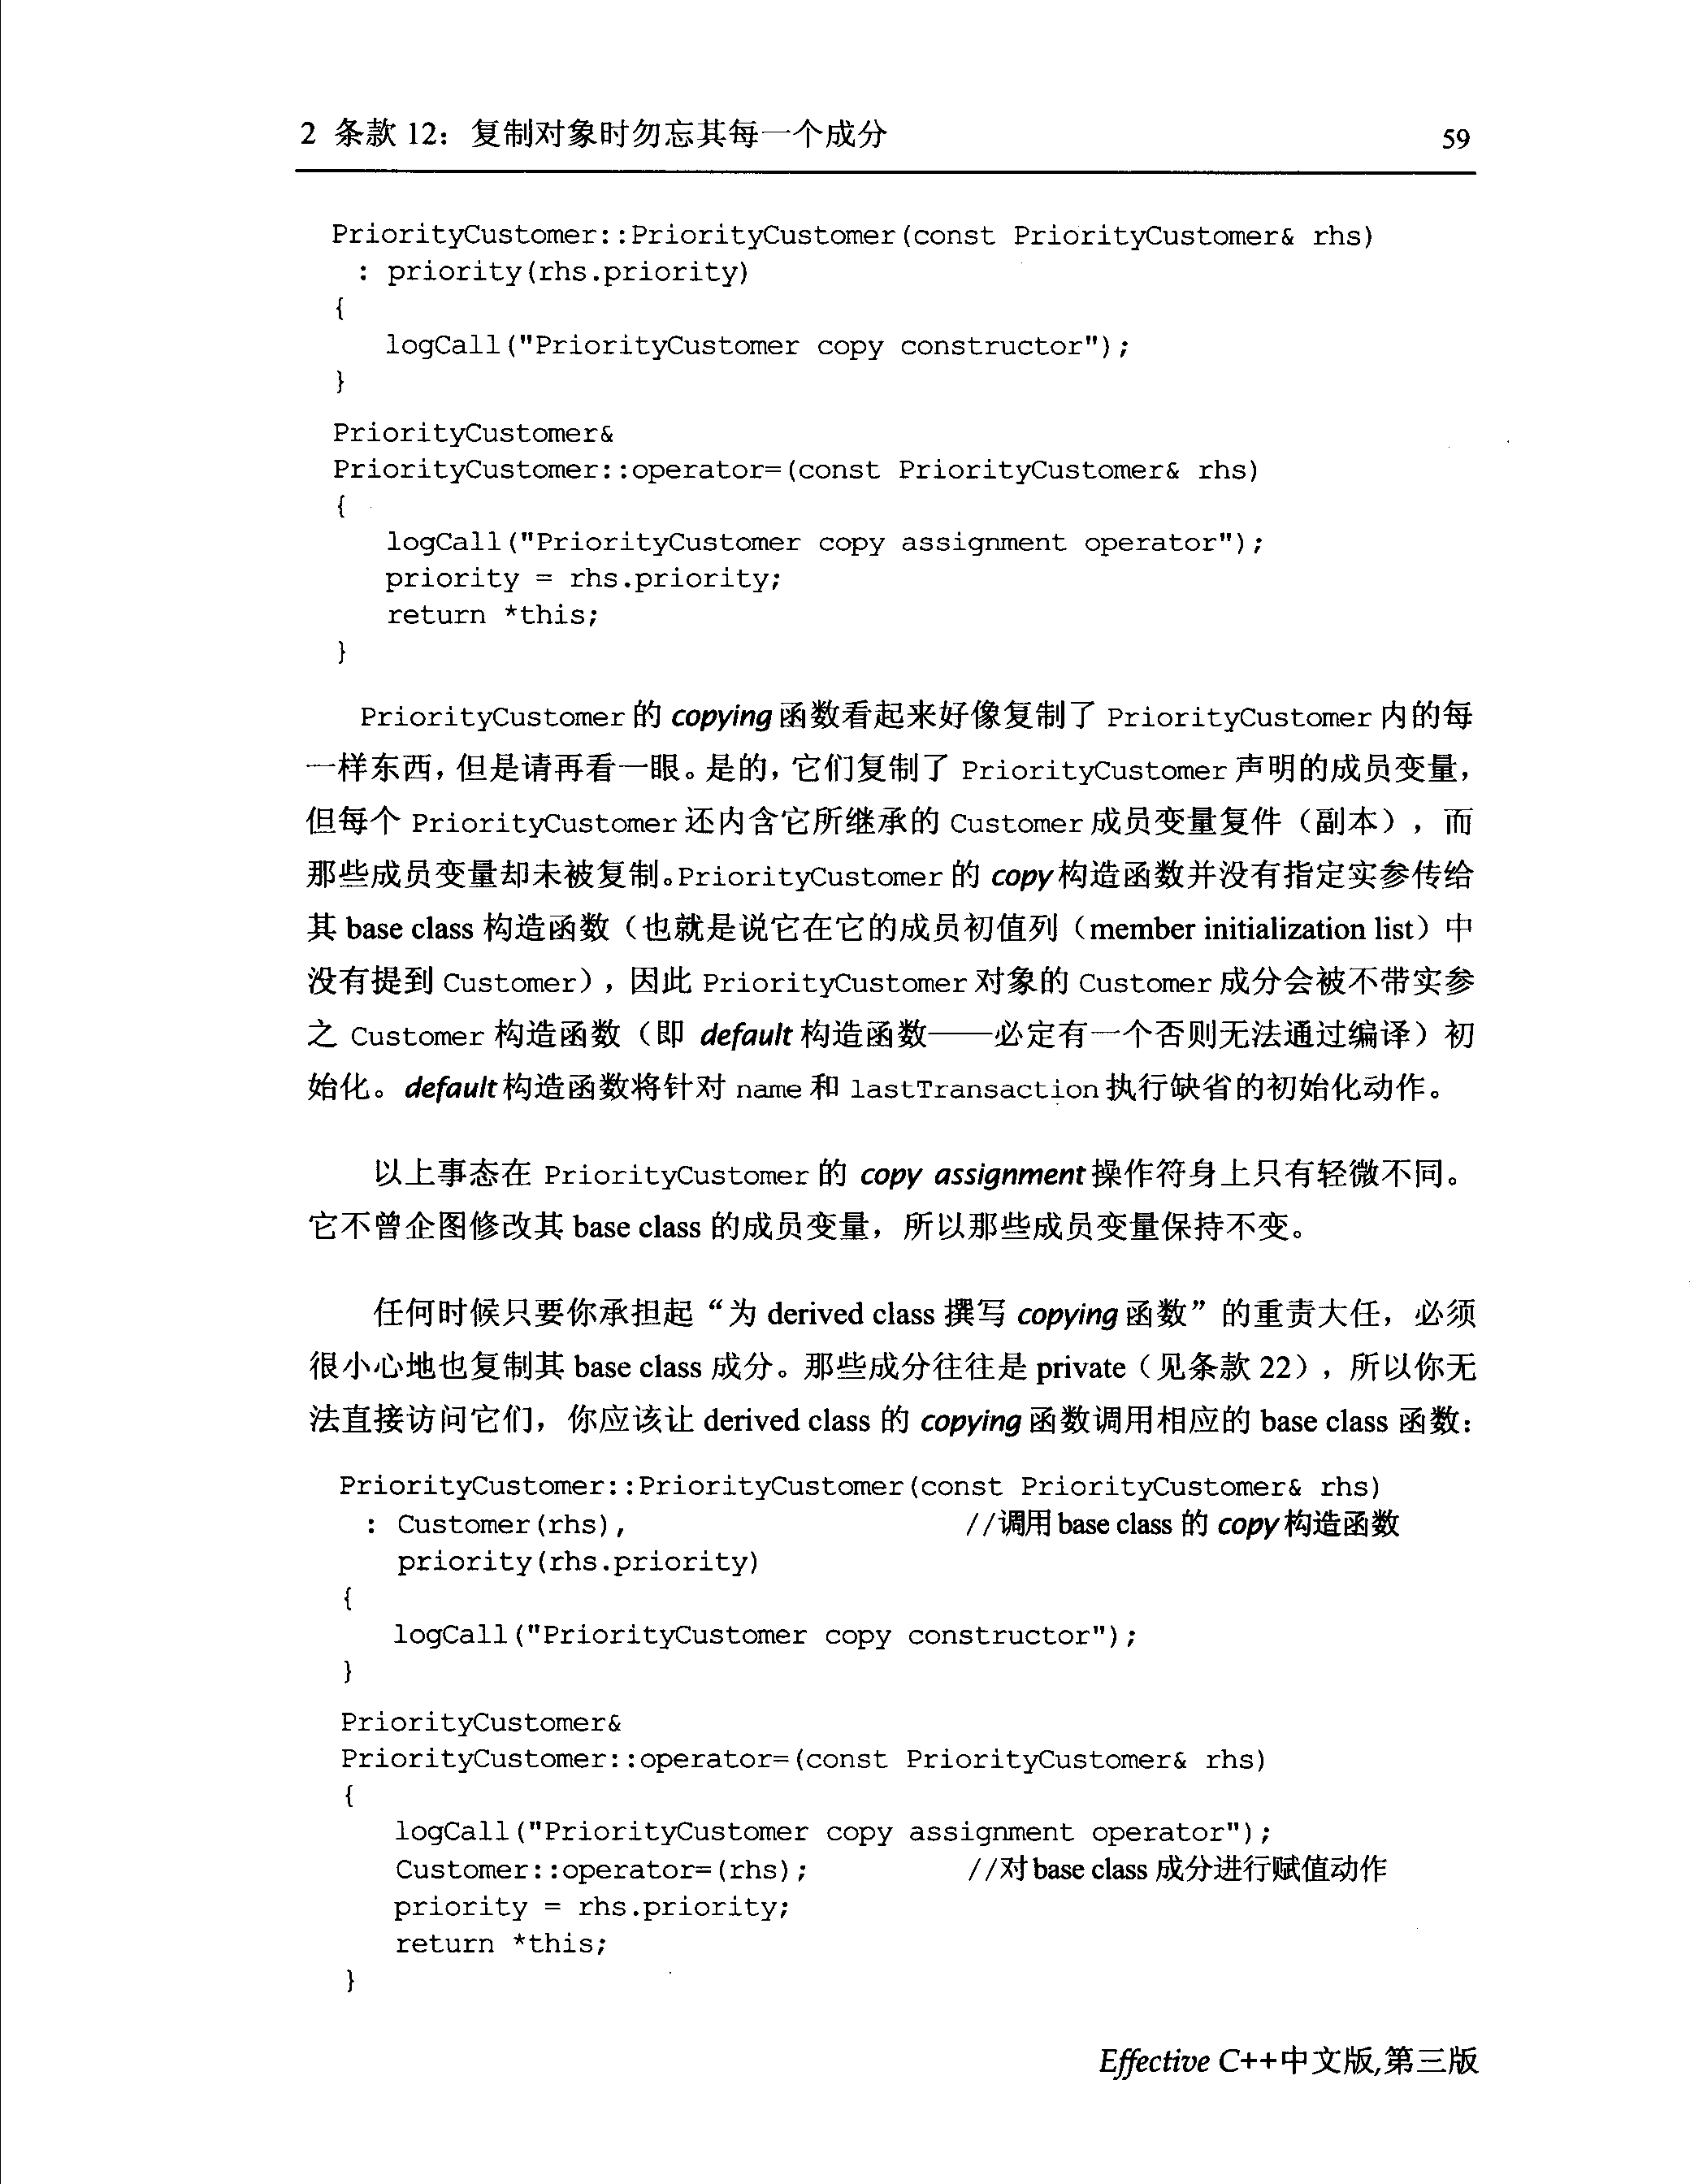 2 条款 12：复制对象时勿忘其每一个成分 59
PriorityCustomer::PriorityCustomer(const PriorityCustomer& rhs)
: priority(rhs.priority)
{
logCall("PriorityCustomer copy constructor");
}
PriorityCustomer&
PriorityCustomer::operator=(const PriorityCustomer& rhs)
{
logCall("PriorityCustomer copy assignment operator");
priority = rhs.priority;
return *this;
}
PriorityCustomer 的 copying 函数看起来好像复制了 PriorityCustomer 内的每
一样东西，但是请再看一眼。是的，它们复制了 PriorityCustomer 声明的成员变量，
但每个 PriorityCustomer 还内含它所继承的 Customer 成员变量复件（副本），而
那些成员变量却未被复制。PriorityCustomer 的 copy 构造函数并没有指定实参传给
其 base class 构造函数（也就是说它在它的成员初值列（member initialization list）中
没有提到 Customer），因此 PriorityCustomer 对象的 Customer 成分会被不带实参
之 Customer 构造函数（即 default 构造函数——必定有一个否则无法通过编译）初
始化。default 构造函数将针对 name 和 lastTransaction 执行缺省的初始化动作。
以上事态在 PriorityCustomer 的 copy assignment 操作符身上只有轻微不同。
它不曾企图修改其 base class 的成员变量，所以那些成员变量保持不变。
任何时候只要你承担起“为 derived class 撰写 copying 函数”的重责大任，必须
很小心地也复制其 base class 成分。那些成分往往是 private（见条款 22），所以你无
法直接访问它们，你应该让 derived class 的 copying 函数调用相应的 base class 函数：
PriorityCustomer::PriorityCustomer(const PriorityCustomer& rhs)
: Customer(rhs), //调用 base class 的 copy 构造函数
priority(rhs.priority)
{
logCall("PriorityCustomer copy constructor");
}
PriorityCustomer&
PriorityCustomer::operator=(const PriorityCustomer& rhs)
{
logCall("PriorityCustomer copy assignment operator");
Customer::operator=(rhs); //对 base class 成分进行赋值动作
priority = rhs.priority;
return *this;
}
Effective C++中文版,第三版